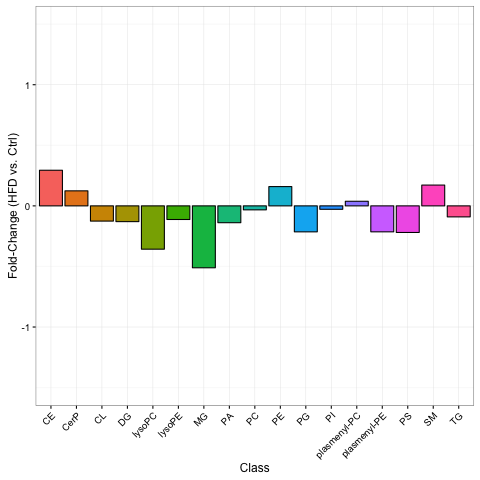 Fold-Change (HFD vs. Ctrl)
1
0
-1
CE
CerP
CL
DG
lysoPC
lysoPE
MG
PA
PC
PE
PG
PI
plasmenyl-PC
plasmenyl-PE
PS
SM
TG
Class